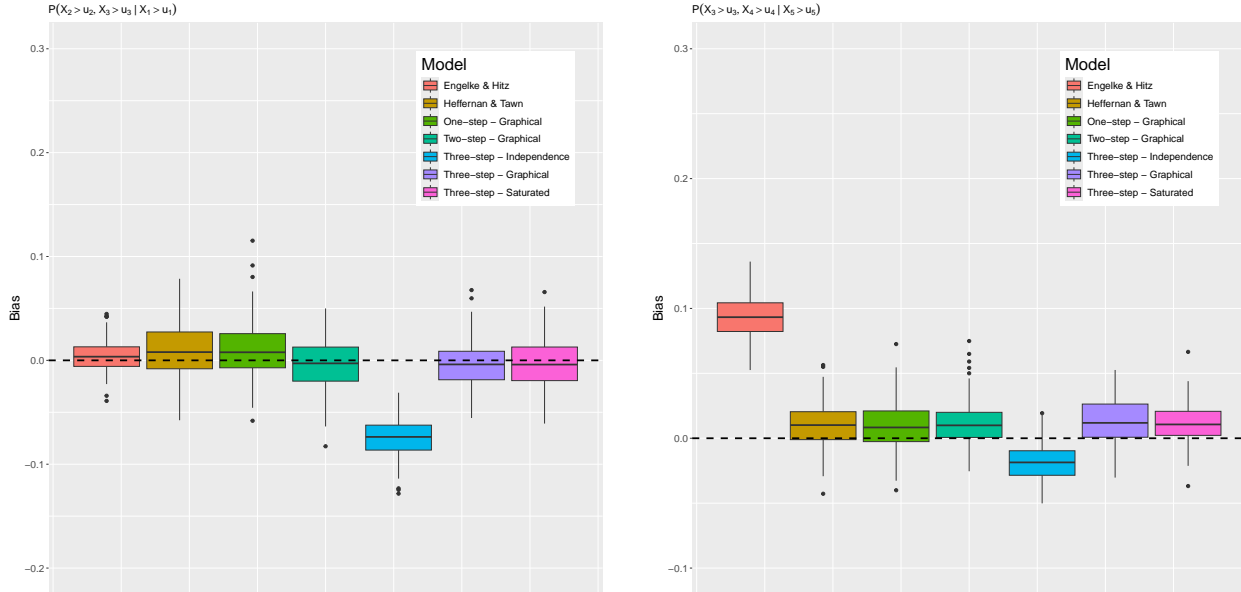 P(X₂ > u₂, X₃ > u₃ | X₁ > u₁)
0.3
0.2
0.1
0.0
−0.1
−0.2
Bias
Model
Engelke & Hitz
Heffernan & Tawn
One−step − Graphical
Two−step − Graphical
Three−step − Independence
Three−step − Graphical
Three−step − Saturated
P(X₃ > u₃, X₄ > u₄ | X₅ > u₅)
0.3
0.2
0.1
0.0
−0.1
Bias
Model
Engelke & Hitz
Heffernan & Tawn
One−step − Graphical
Two−step − Graphical
Three−step − Independence
Three−step − Graphical
Three−step − Saturated